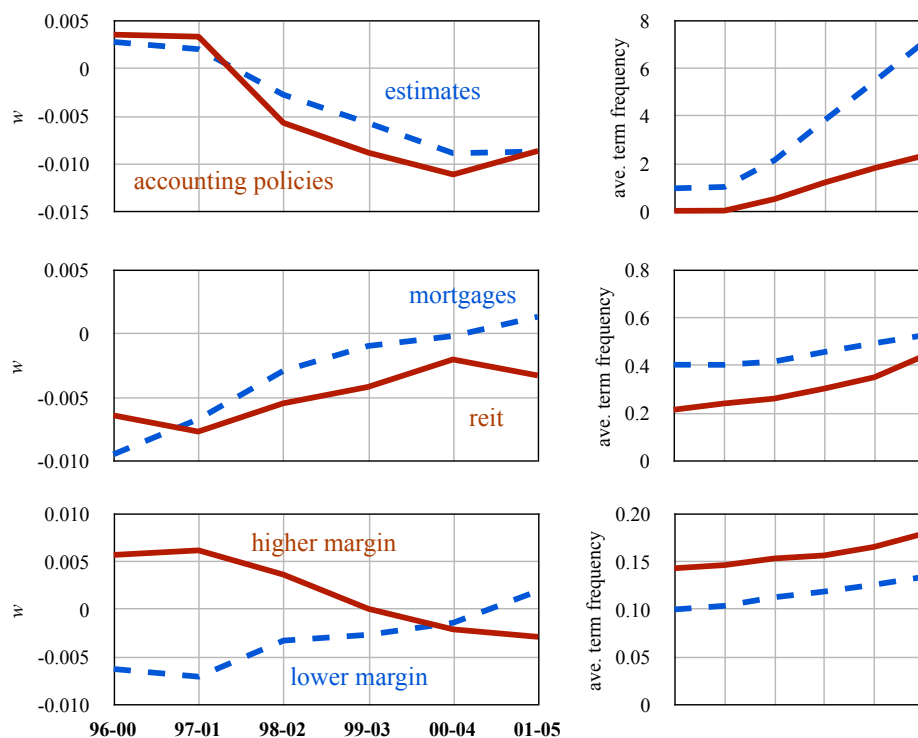 0.005
0
-0.005
-0.010
-0.015
w
estimates
accounting policies
8
6
4
2
0
ave. term frequency
0.005
0
-0.005
-0.010
w
mortgages
reit
0.8
0.6
0.4
0.2
0
ave. term frequency
0.010
0.005
0
-0.005
-0.010
w
higher margin
lower margin
96-00 97-01 98-02 99-03 00-04 01-05
0.20
0.15
0.10
0.05
0
ave. term frequency